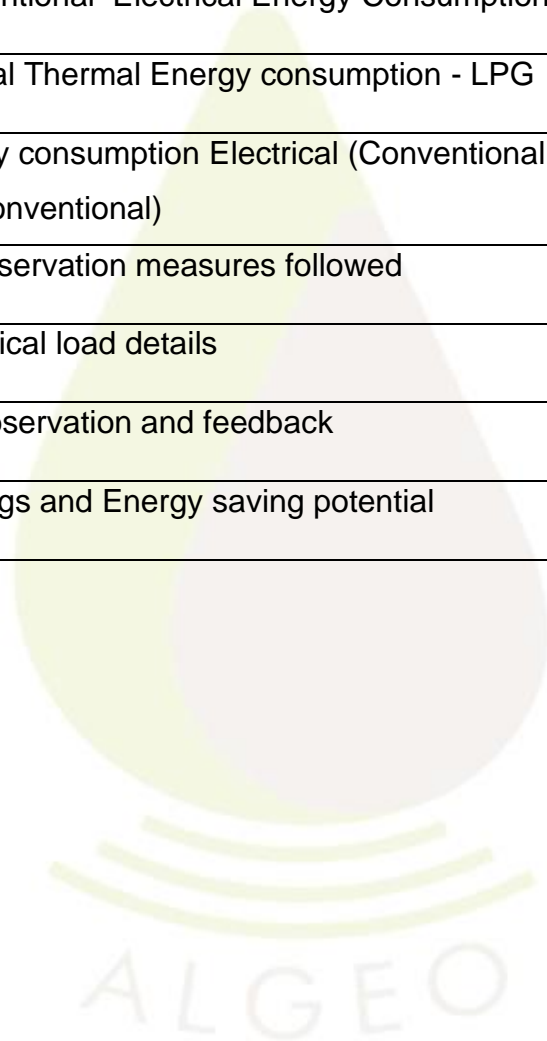 ntional Electrical Energy Consumption
al Thermal Energy consumption - LPG
y consumption Electrical (Conventional
onventional)
servation measures followed
ical load details
bservation and feedback
gs and Energy saving potential
ALGEO